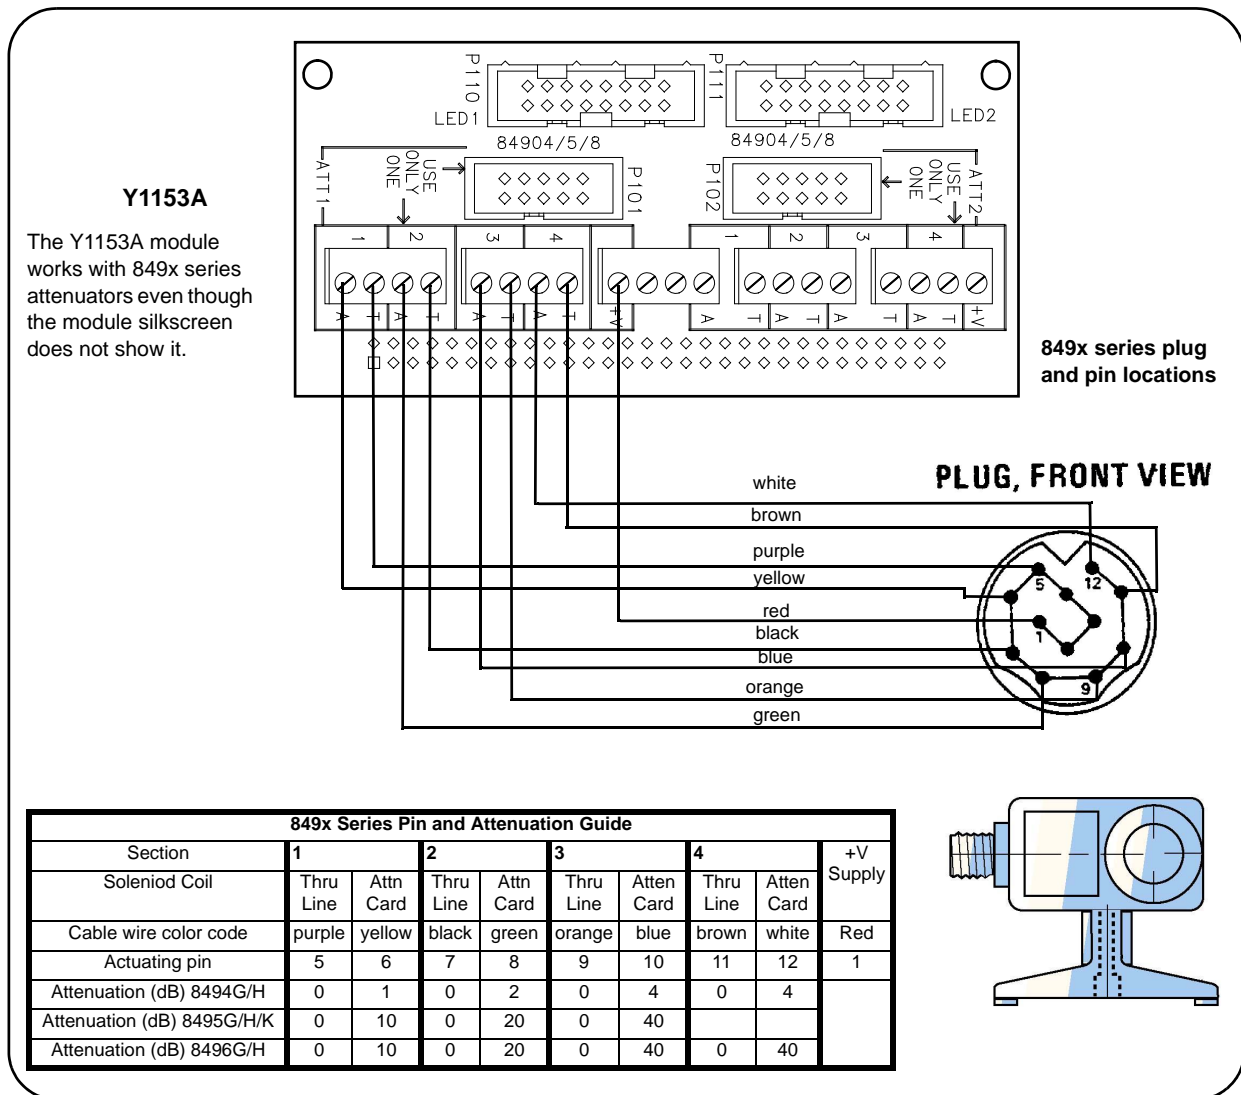 P110
P111
LED1
LED2
84904/5/8
84904/5/8
ATT1
USE
ONLY
ONE
P101
P102
USE
ONLY
ONE
ATT2
1 2 3 4 1 2 3 4
A T A T A T A T +V A T A T A T A T +V
Y1153A
The Y1153A module
works with 849x series
attenuators even though
the module silkscreen
does not show it.
849x series plug
and pin locations
PLUG, FRONT VIEW
white
brown
purple
yellow
red
black
blue
orange
green
5
12
1
9
849x Series Pin and Attenuation Guide
Section 1 2 3 4 +V Supply
Soleniod Coil Thru Line Attn Card Thru Line Attn Card Thru Line Atten Card Thru Line Atten Card
Cable wire color code purple yellow black green orange blue brown white Red
Actuating pin 5 6 7 8 9 10 11 12 1
Attenuation (dB) 8494G/H 0 1 0 2 0 4 0 4
Attenuation (dB) 8495G/H/K 0 10 0 20 0 40
Attenuation (dB) 8496G/H 0 10 0 20 0 40 0 40